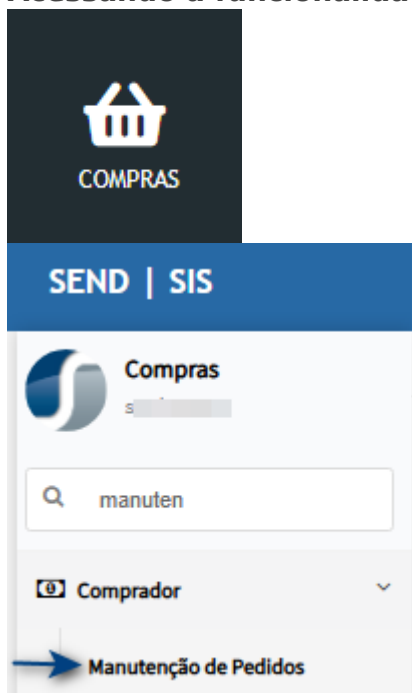 COMPRAS
SEND | SIS
Compras
s
manuten
Comprador
Manutenção de Pedidos